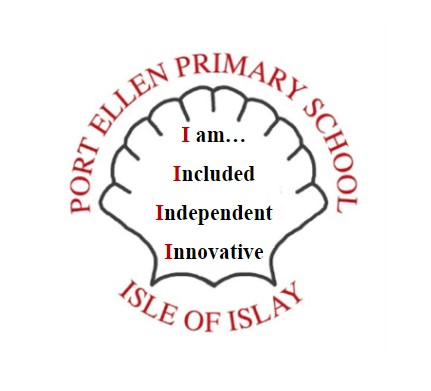 PORT ELLEN PRIMARY SCHOOL
I am…
Included
Independent
Innovative
ISLE OF ISLAY